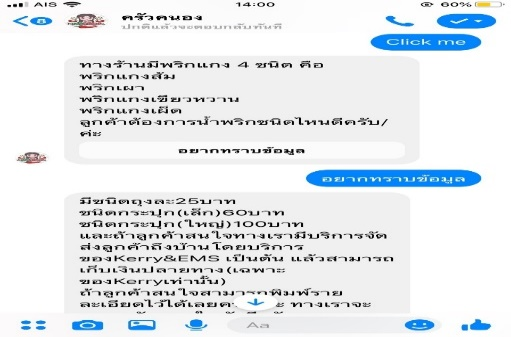 AIS
14:00
60%
8
ครัวคนอง
ปกติแล้วจะตอบกลับทันที
Click me
ทางร้านมีพริกแกง 4 ชนิด คือ
พริกแกงส้ม
พริกเผา
พริกแกงเขียวหวาน
พริกแกงเผ็ด
ลูกค้าต้องการน้ำพริกชนิดไหนดีครับ/
ค่ะ
อยากทราบข้อมูล
อยากทราบข้อมูล
มีชนิดถุงละ25บาท
ชนิดกระปุก(เล็ก)60บาท
ชนิดกระปุก(ใหญ่)100บาท
และถ้าลูกค้าสนใจทางเรามีบริการจัด
ส่งลูกค้าถึงบ้านโดยบริการ
ของKerry&EMS เป็นต้น แล้วสามารถ
เก็บเงินปลายทาง(เฉพาะ
ของKerryเท่านั้น)
ถ้าลูกค้าสนใจสามารถพิมพ์ราย
ละเอียดไว้ได้เลย ทางเราจะ
Aa